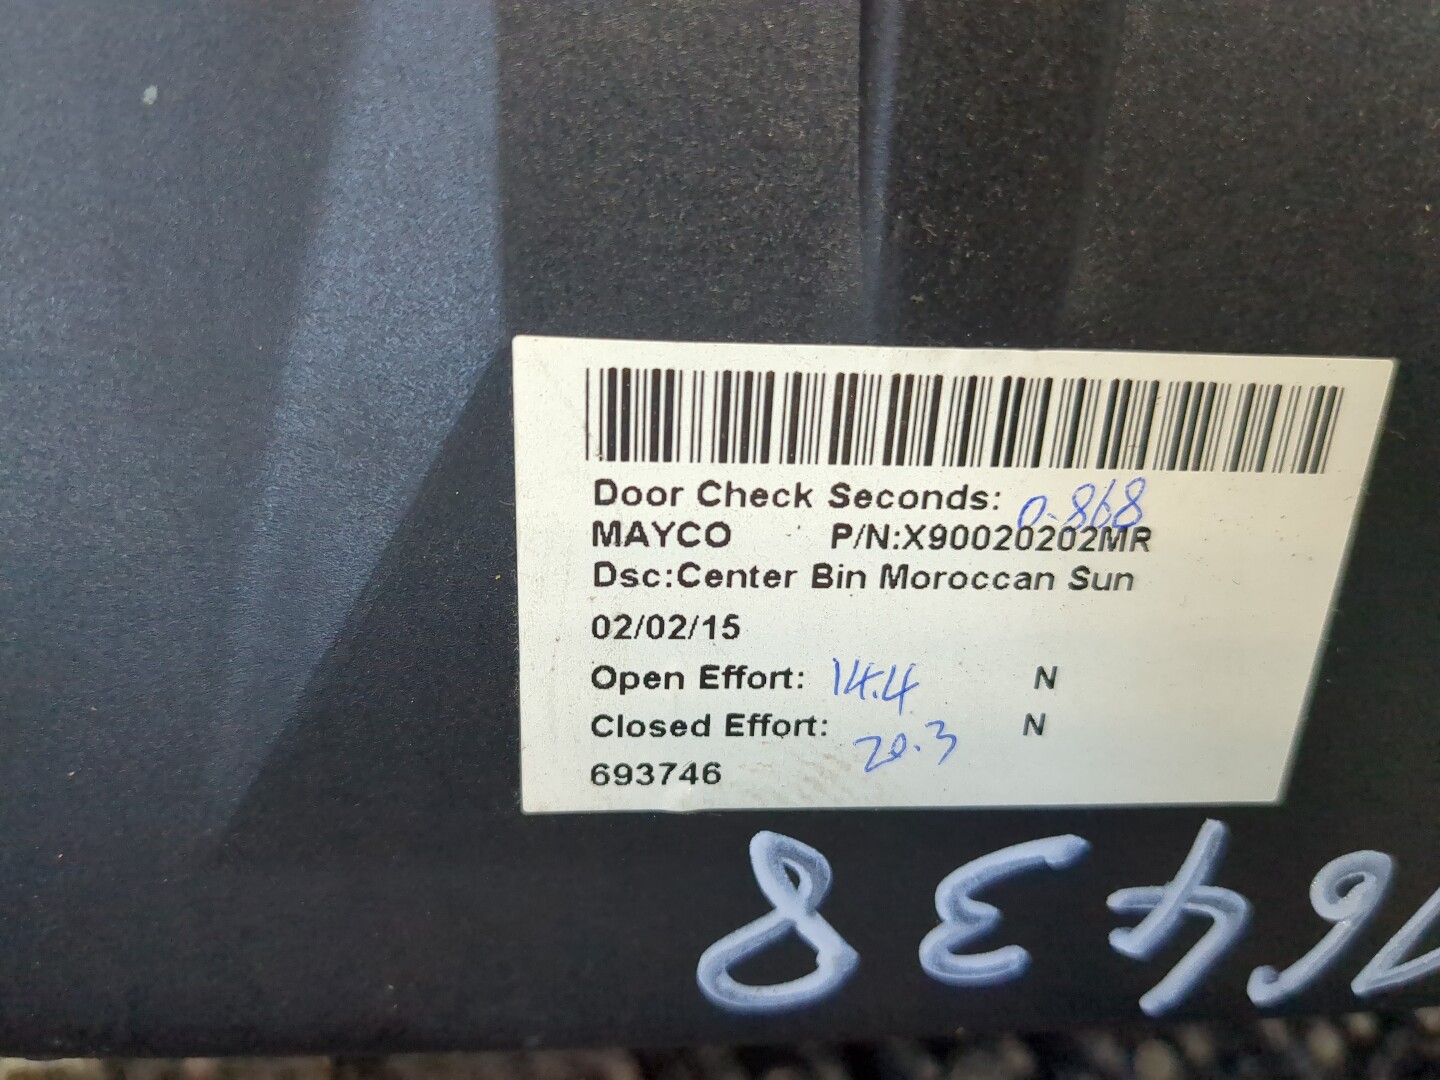 Door Check Seconds: 0.868
MAYCO P/N:X90020202MR
Dsc:Center Bin Moroccan Sun
02/02/15
Open Effort: 14.4 N
Closed Effort: 20.3 N
693746